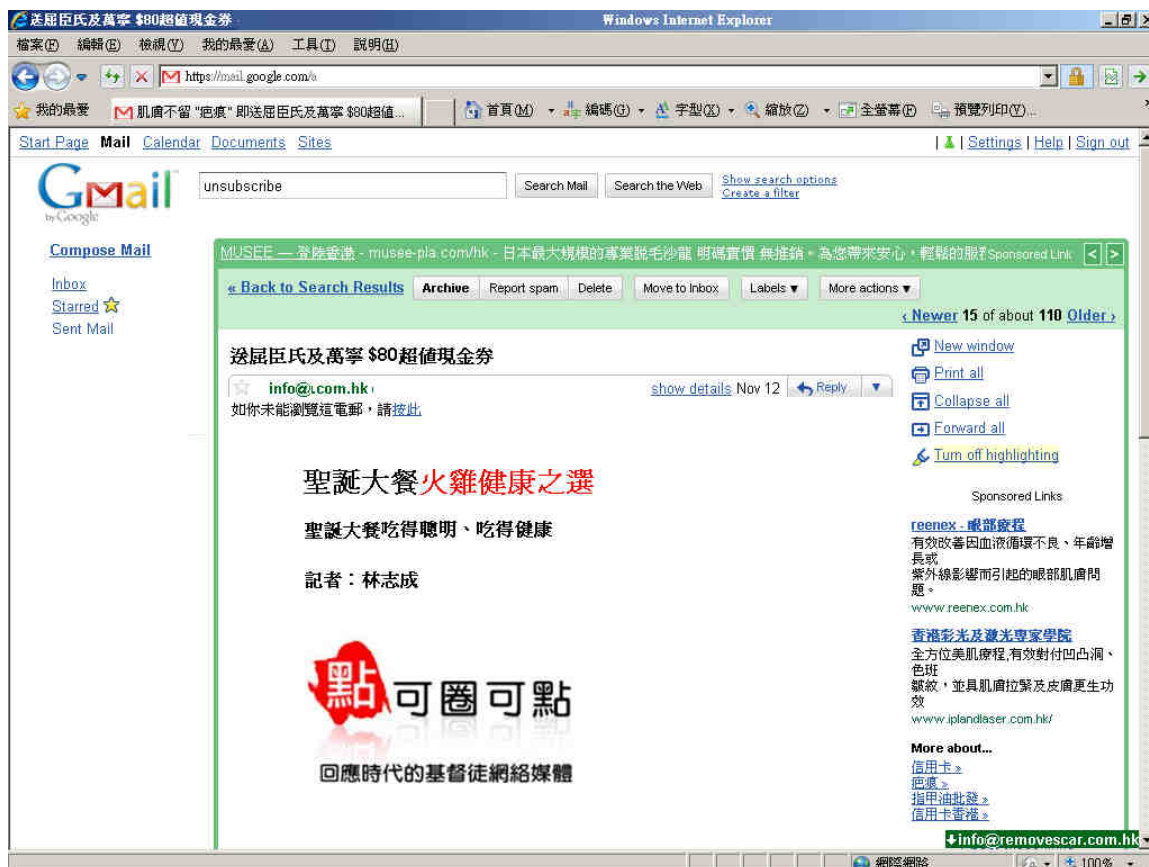 送屈臣氏及萬寧 $80超值現金券 Windows Internet Explorer
檔案(F) 編輯(E) 檢視(V) 我的最愛(A) 工具(T) 說明(H)
https://mail.google.com/a
我的最愛 肌膚不留 "疤痕" 即送屈臣氏及萬寧 $80超值... 首頁(M) 編碼(G) 字型(X) 縮放(Z) 全螢幕(F) 預覽列印(V)...
Start Page Mail Calendar Documents Sites | | Settings | Help | Sign out
Gmail by Google
unsubscribe Search Mail Search the Web Show search options
Create a filter
Compose Mail
Inbox
Starred
Sent Mail
MUSEE — 登陸香港 - musee-pla.com/hk - 日本最大規模的專業脫毛沙龍 明碼實價 無推銷。為您帶來安心，輕鬆的服 Sponsored Link < >
« Back to Search Results Archive Report spam Delete Move to Inbox Labels ▼ More actions ▼
‹ Newer 15 of about 110 Older ›
送屈臣氏及萬寧 $80超值現金券
info@ .com.hk show details Nov 12 Reply ▼
如你未能瀏覽這電郵，請按此
聖誕大餐火雞健康之選
聖誕大餐吃得聰明、吃得健康
記者：林志成
點 可圈可點
回應時代的基督徒網絡媒體
New window
Print all
Collapse all
Forward all
Turn off highlighting
Sponsored Links
reenex - 眼部療程
有效改善因血液循環不良、年齡增
長或
紫外線影響而引起的眼部肌膚問
題。
www.reenex.com.hk
香港彩光及激光專家學院
全方位美肌療程,有效對付凹凸洞、
色斑
皺紋，並具肌膚拉緊及皮膚更生功
效
www.iplandlaser.com.hk/
More about...
信用卡 »
疤痕 »
指甲油批發 »
信用卡香港 »
info@removescar.com.hk
網際網路 100%